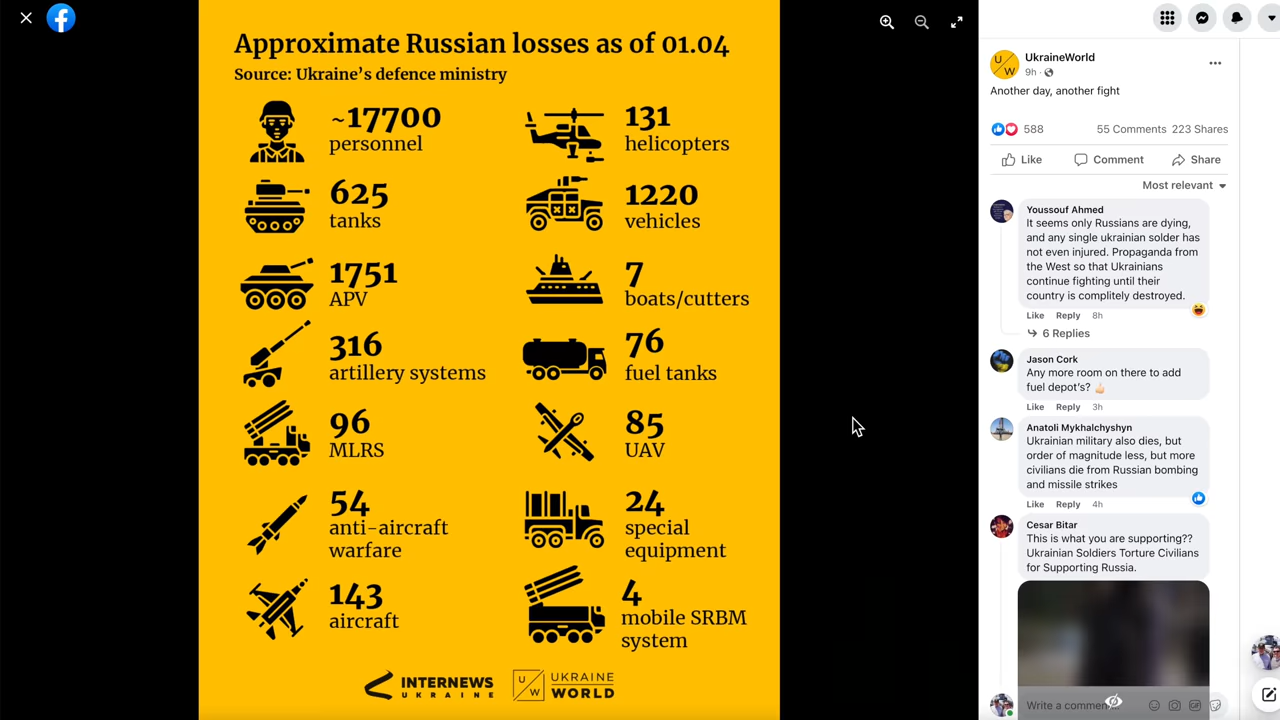 Approximate Russian losses as of 01.04
Source: Ukraine's defence ministry
~17700
personnel
131
helicopters
625
tanks
1220
vehicles
1751
APV
7
boats/cutters
316
artillery systems
76
fuel tanks
96
MLRS
85
UAV
54
anti-aircraft
warfare
24
special
equipment
143
aircraft
4
mobile SRBM
system
INTERNEWS
UKRAINE
U/W
UKRAINE
WORLD
U/W
UkraineWorld
9h ·
Another day, another fight
588
55 Comments 223 Shares
Like Comment Share
Most relevant
Youssouf Ahmed
It seems only Russians are dying,
and any single ukrainian solder has
not even injured. Propaganda from
the West so that Ukrainians
continue fighting until their
country is complitely destroyed.
Like Reply 8h
6 Replies
Jason Cork
Any more room on there to add
fuel depot's? 🖕🏻
Like Reply 3h
Anatoli Mykhalchyshyn
Ukrainian military also dies, but
order of magnitude less, but more
civilians die from Russian bombing
and missile strikes
Like Reply 4h
Cesar Bitar
This is what you are supporting??
Ukrainian Soldiers Torture Civilians
for Supporting Russia.
Write a comment
GIF